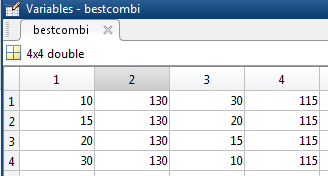 Variables - bestcombi
bestcombi
4x4 double
1 2 3 4
1 10 130 30 115
2 15 130 20 115
3 20 130 15 115
4 30 130 10 115